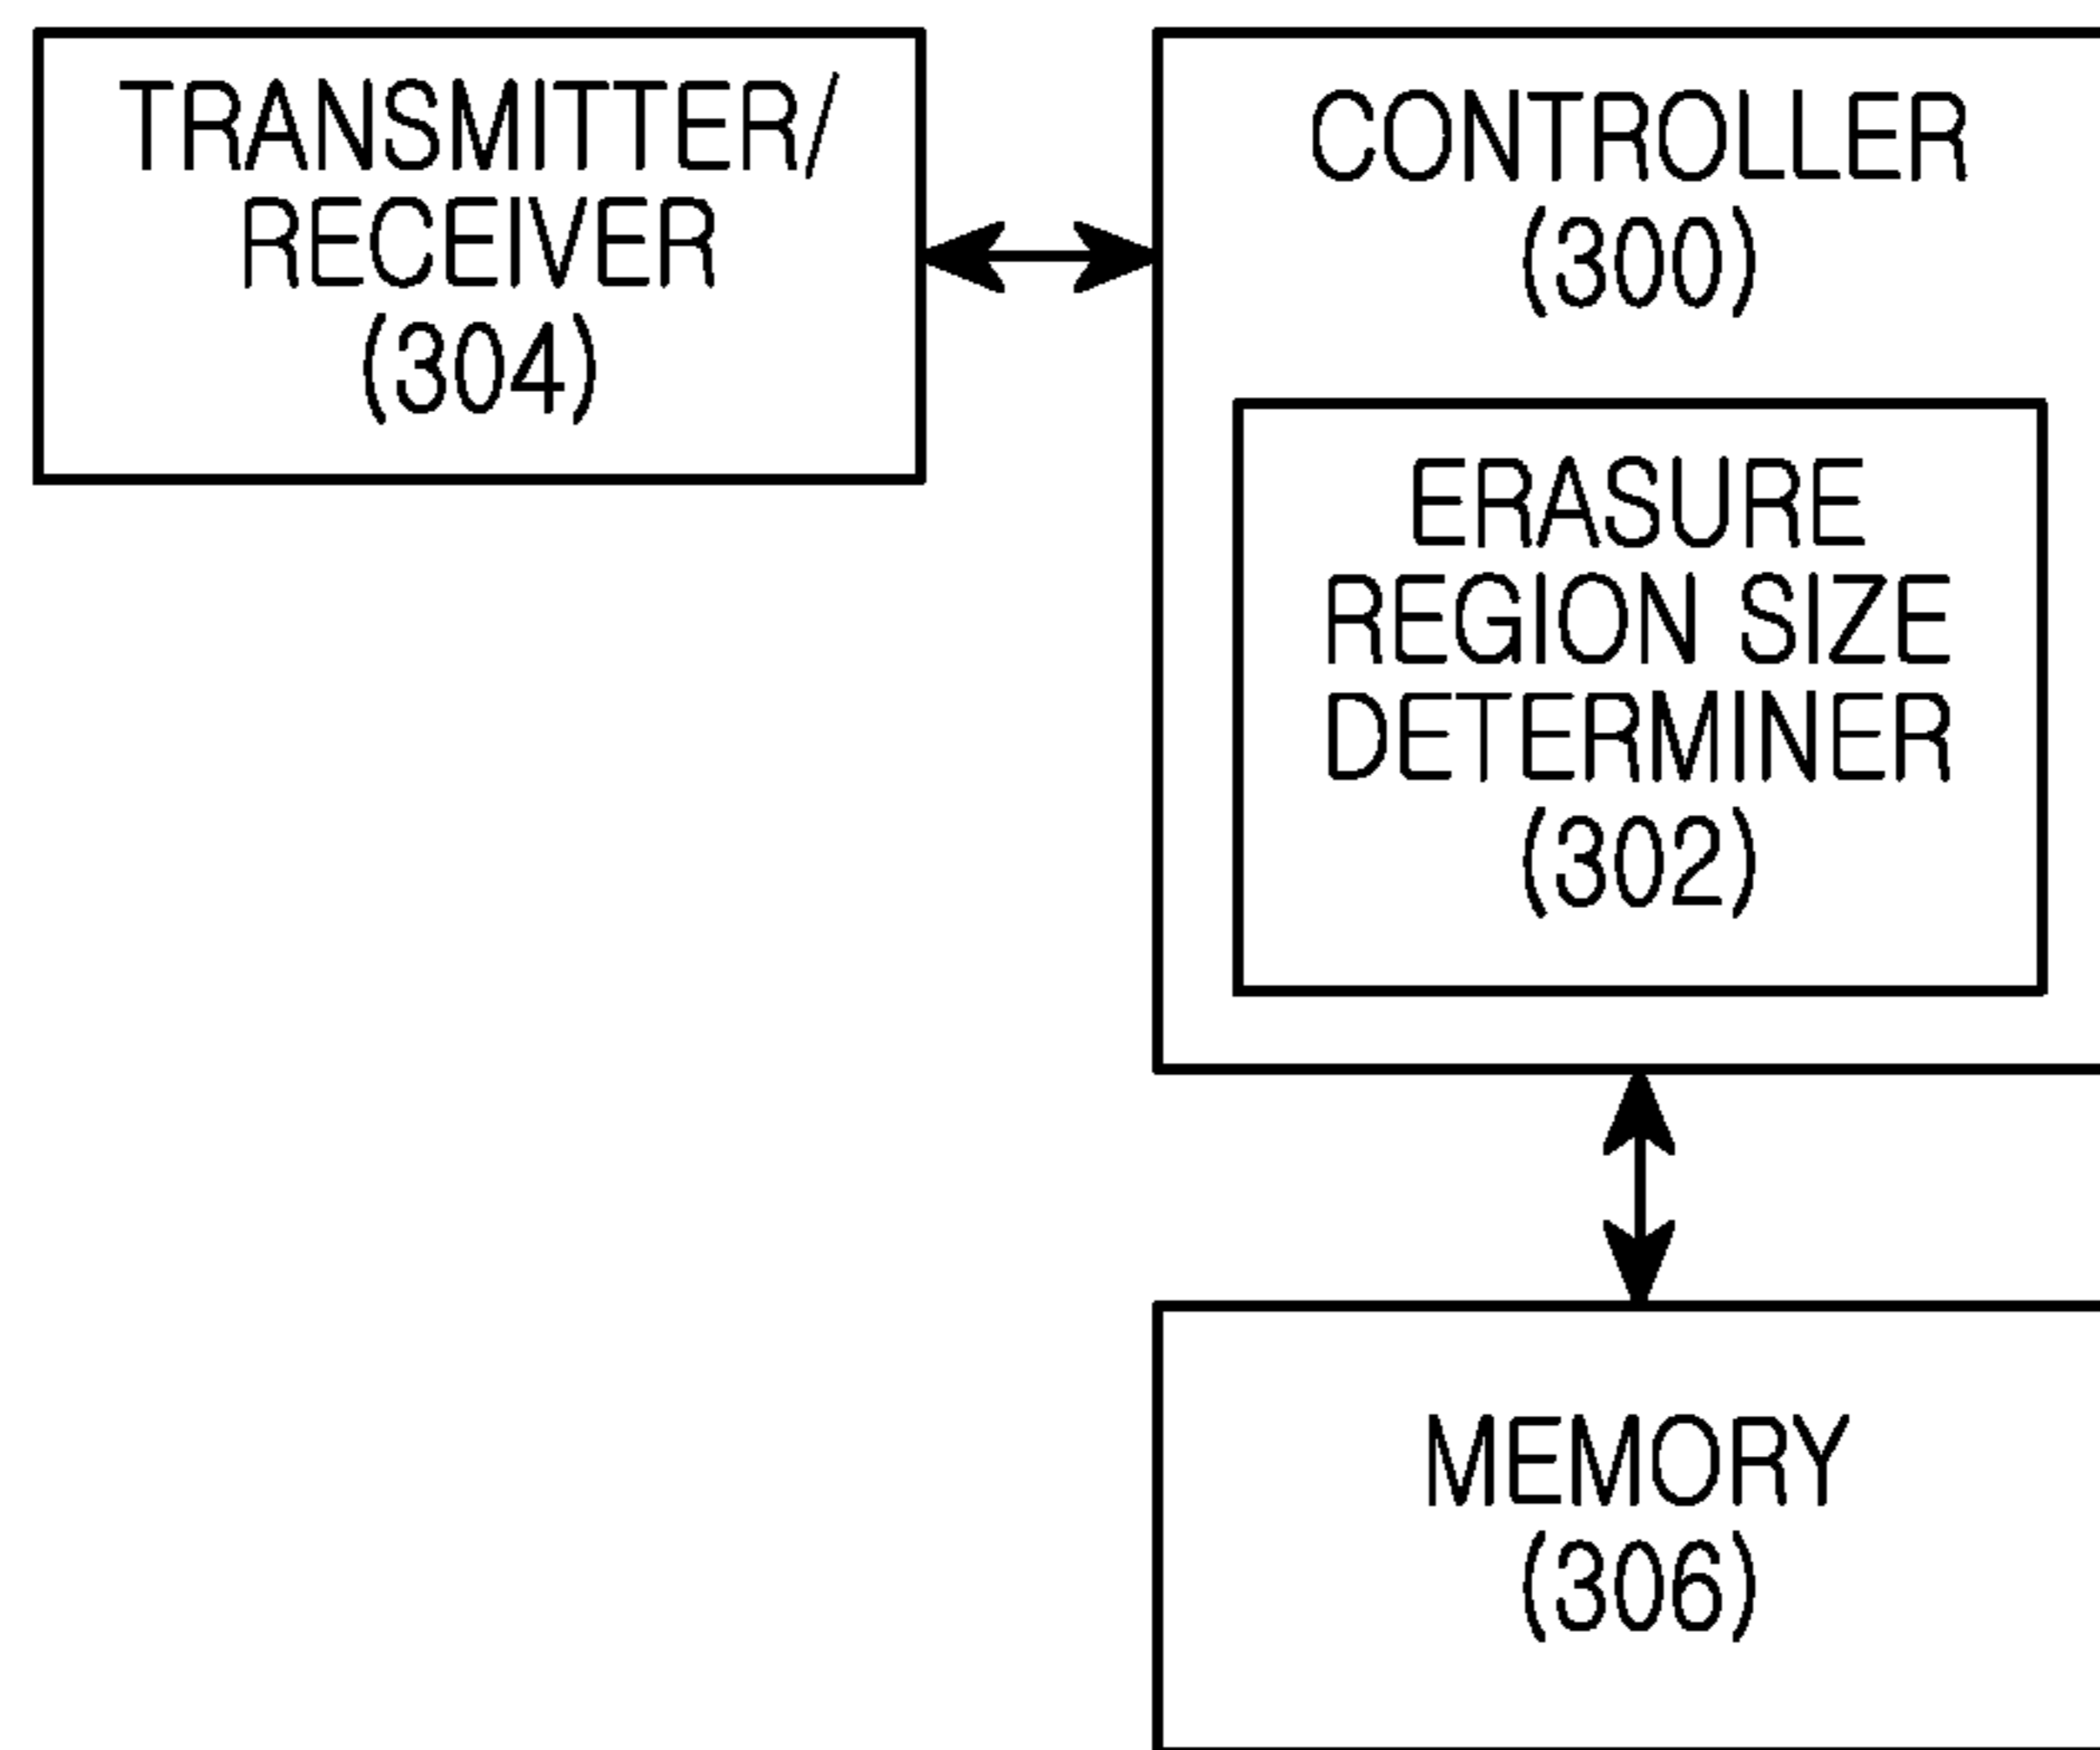 TRANSMITTER/
RECEIVER
(304)
CONTROLLER
(300)
ERASURE
REGION SIZE
DETERMINER
(302)
MEMORY
(306)